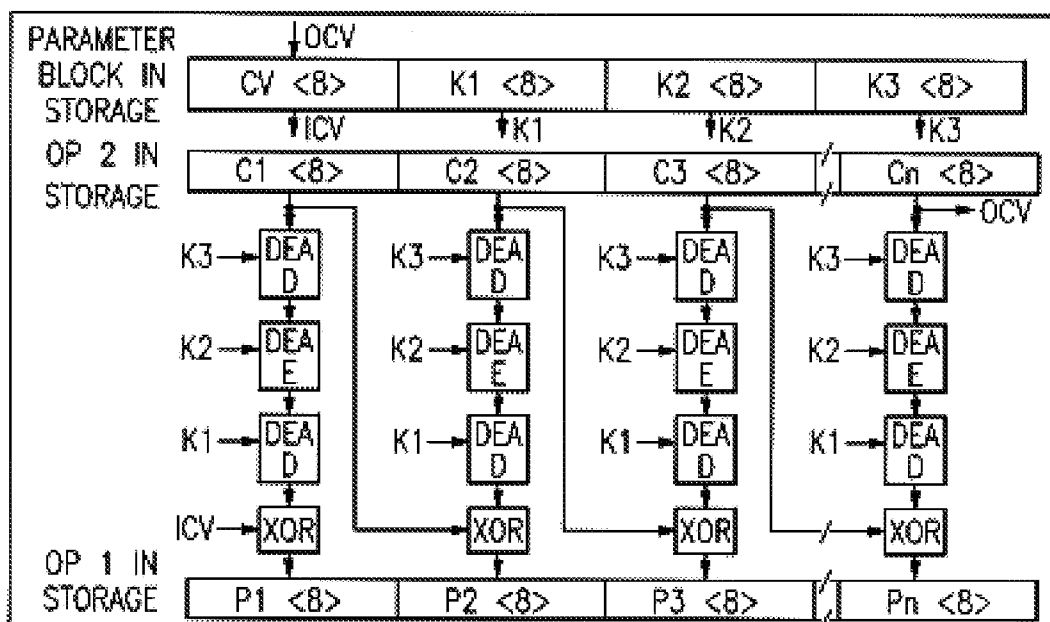 PARAMETER BLOCK IN STORAGE
OCV
CV <8> K1 <8> K2 <8> K3 <8>
ICV K1 K2 K3
OP 2 IN STORAGE
C1 <8> C2 <8> C3 <8> Cn <8>
OCV
K3 DEA D K3 DEA D K3 DEA D K3 DEA D
K2 DEA E K2 DEA E K2 DEA E K2 DEA E
K1 DEA D K1 DEA D K1 DEA D K1 DEA D
ICV XOR XOR XOR XOR
OP 1 IN STORAGE
P1 <8> P2 <8> P3 <8> Pn <8>